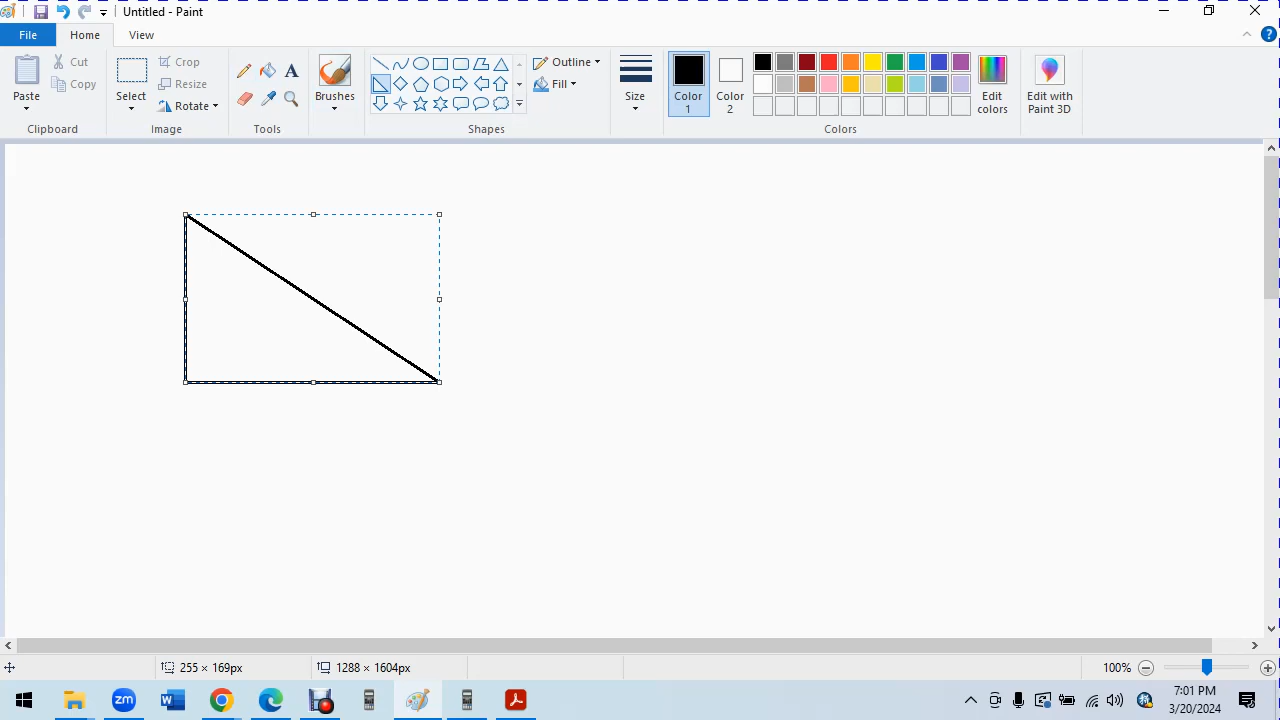 Untitled - Paint
File Home View
Paste
Cut
Copy
Clipboard
Select
Crop
Resize
Rotate
Image
Tools
Brushes
Outline
Fill
Shapes
Size
Color 1
Color 2
Edit colors
Colors
Edit with Paint 3D
255 × 169px
1288 × 1604px
100%
zm
W
7:01 PM
3/20/2024